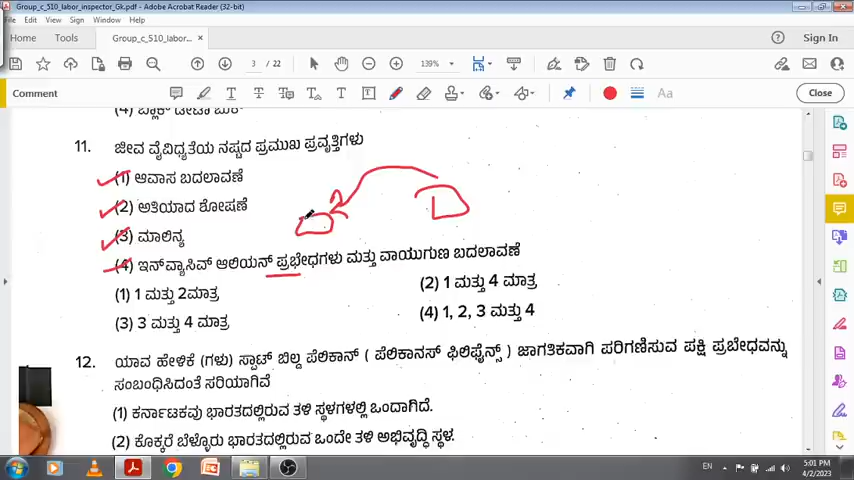 Group_c_510_labor_inspector_Gk.pdf - Adobe Acrobat Reader (32-bit)
File Edit View Sign Window Help
Home Tools Group_c_510_labor... × Sign In
3 / 22 139%
Comment Close
(4) ಬ್ಲಾಕ್ ಡೇಟಾ ಬುಕ್
11. ಜೀವ ವೈವಿಧ್ಯತೆಯ ನಷ್ಟದ ಪ್ರಮುಖ ಪ್ರವೃತ್ತಿಗಳು
(1) ಆವಾಸ ಬದಲಾವಣೆ
(2) ಅತಿಯಾದ ಶೋಷಣೆ
(3) ಮಾಲಿನ್ಯ
(4) ಇನ್‌ವ್ಯಾಸಿವ್ ಆಲಿಯನ್ ಪ್ರಭೇಧಗಳು ಮತ್ತು ವಾಯುಗುಣ ಬದಲಾವಣೆ
(1) 1 ಮತ್ತು 2ಮಾತ್ರ (2) 1 ಮತ್ತು 4 ಮಾತ್ರ
(3) 3 ಮತ್ತು 4 ಮಾತ್ರ (4) 1, 2, 3 ಮತ್ತು 4
12. ಯಾವ ಹೇಳಿಕೆ (ಗಳು) ಸ್ಪಾಟ್ ಬಿಲ್ಡ ಪೆಲಿಕಾನ್ ( ಪೆಲಿಕಾನಸ್ ಫಿಲಿಫೈನ್ಸ್ ) ಜಾಗತಿಕವಾಗಿ ಪರಿಗಣಿಸುವ ಪಕ್ಷಿ ಪ್ರಬೇಧವನ್ನು
ಸಂಬಂಧಿಸಿದಂತೆ ಸರಿಯಾಗಿವೆ
(1) ಕರ್ನಾಟಕವು ಭಾರತದಲ್ಲಿರುವ ತಳಿ ಸ್ಥಳಗಳಲ್ಲಿ ಒಂದಾಗಿದೆ.
(2) ಕೊಕ್ಕರೆ ಬೆಳ್ಳೂರು ಭಾರತದಲ್ಲಿರುವ ಒಂದೇ ತಳಿ ಅಭಿವೃದ್ಧಿ ಸ್ಥಳ.
EN 5:01 PM
4/2/2023